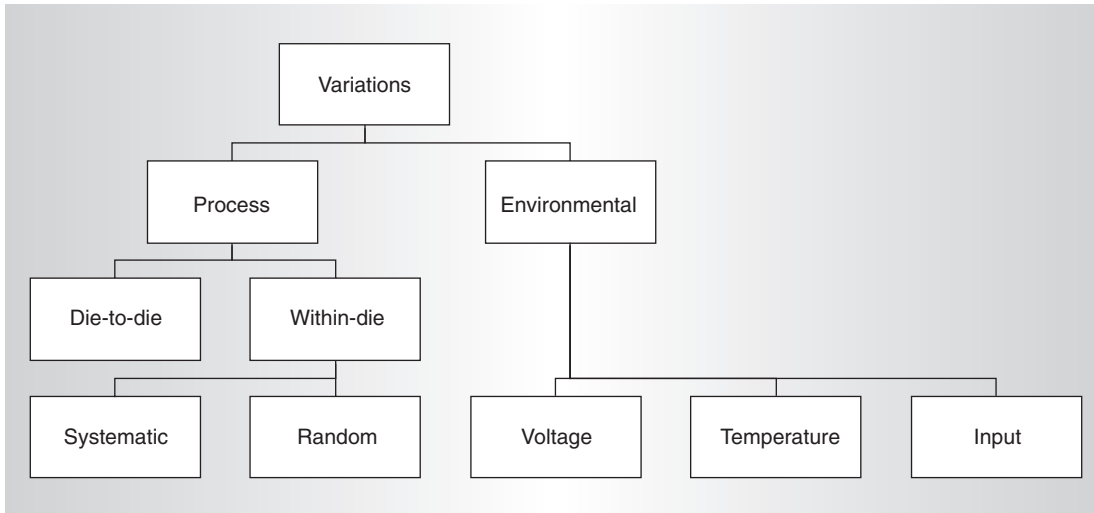 Variations
Process
Environmental
Die-to-die
Within-die
Systematic
Random
Voltage
Temperature
Input